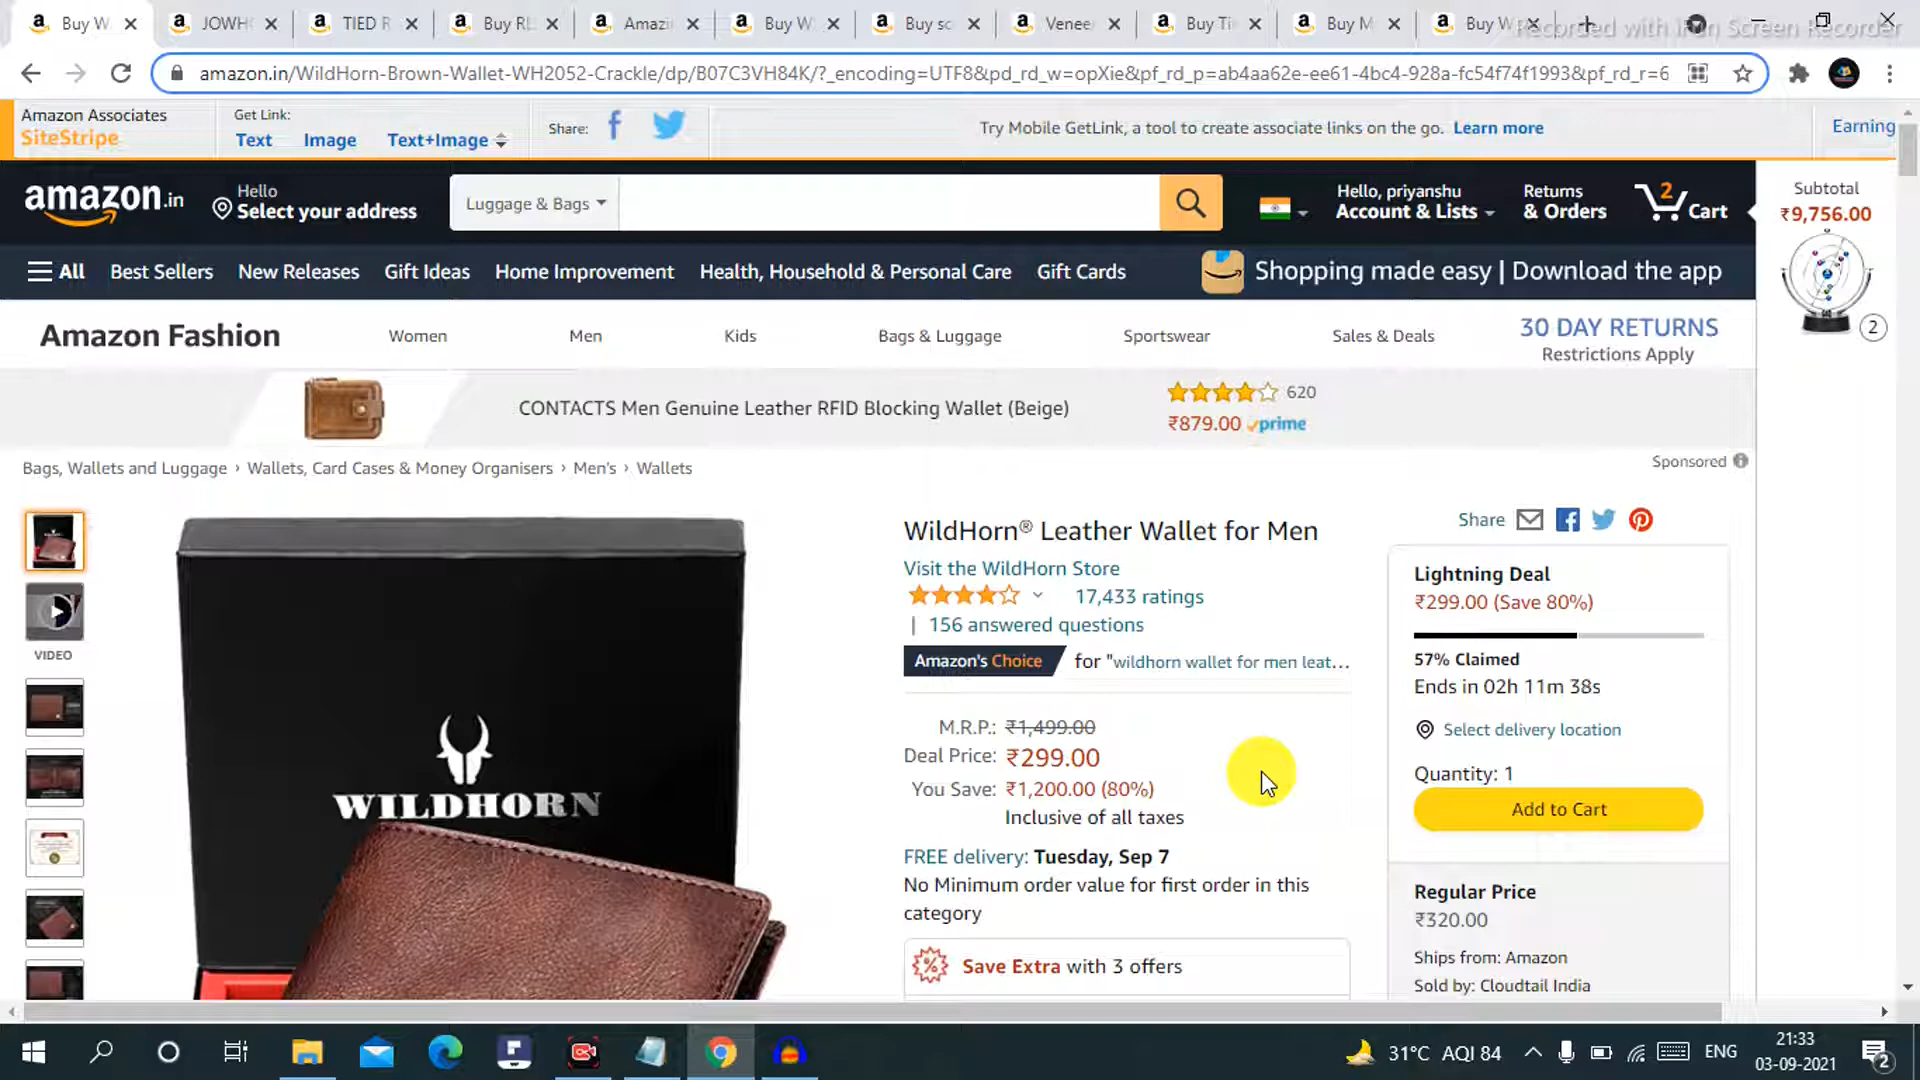 Buy W
JOWH
TIED R
Buy RL
Amazi
Buy W
Buy sc
Venee
Buy Ti
Buy M
Buy W
Recorded with iFun Screen Recorder
amazon.in/WildHorn-Brown-Wallet-WH2052-Crackle/dp/B07C3VH84K/?_encoding=UTF8&pd_rd_w=opXie&pf_rd_p=ab4aa62e-ee61-4bc4-928a-fc54f74f1993&pf_rd_r=6
Amazon Associates
SiteStripe
Get Link:
Text Image Text+Image
Share:
Try Mobile GetLink, a tool to create associate links on the go. Learn more
Earning
amazon.in
Hello
Select your address
Luggage & Bags
Hello, priyanshu
Account & Lists
Returns
& Orders
2
Cart
Subtotal
₹9,756.00
2
All Best Sellers New Releases Gift Ideas Home Improvement Health, Household & Personal Care Gift Cards
Shopping made easy | Download the app
Amazon Fashion Women Men Kids Bags & Luggage Sportswear Sales & Deals
30 DAY RETURNS
Restrictions Apply
CONTACTS Men Genuine Leather RFID Blocking Wallet (Beige)
620
₹879.00 prime
Bags, Wallets and Luggage › Wallets, Card Cases & Money Organisers › Men's › Wallets
Sponsored
VIDEO
WILDHORN
WildHorn® Leather Wallet for Men
Visit the WildHorn Store
17,433 ratings
| 156 answered questions
Amazon's Choice for "wildhorn wallet for men leat...
M.R.P.: ₹1,499.00
Deal Price: ₹299.00
You Save: ₹1,200.00 (80%)
Inclusive of all taxes
FREE delivery: Tuesday, Sep 7
No Minimum order value for first order in this
category
Save Extra with 3 offers
Share
Lightning Deal
₹299.00 (Save 80%)
57% Claimed
Ends in 02h 11m 38s
Select delivery location
Quantity: 1
Add to Cart
Regular Price
₹320.00
Ships from: Amazon
Sold by: Cloudtail India
31°C AQI 84
ENG
21:33
03-09-2021
2